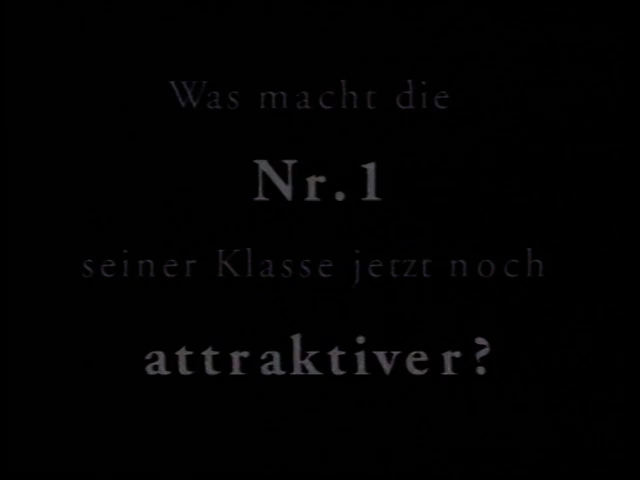 Was macht die
Nr. 1
seiner Klasse jetzt noch
attraktiver?